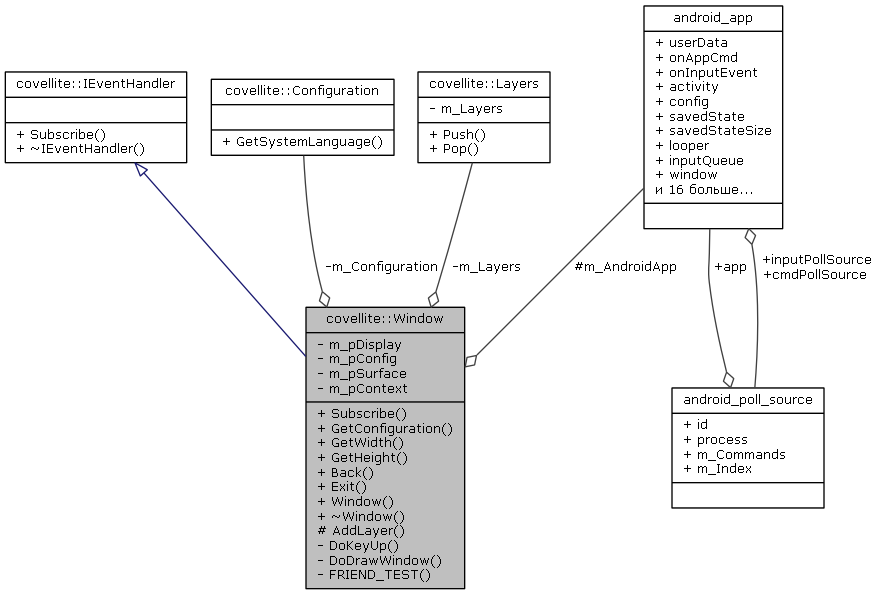 android_app
+ userData
+ onAppCmd
+ onInputEvent
+ activity
+ config
+ savedState
+ savedStateSize
+ looper
+ inputQueue
+ window
и 16 больше...
covellite::IEventHandler
+ Subscribe()
+ ~IEventHandler()
covellite::Configuration
+ GetSystemLanguage()
covellite::Layers
- m_Layers
+ Push()
+ Pop()
-m_Configuration
-m_Layers
#m_AndroidApp
+app
+inputPollSource
+cmdPollSource
covellite::Window
- m_pDisplay
- m_pConfig
- m_pSurface
- m_pContext
+ Subscribe()
+ GetConfiguration()
+ GetWidth()
+ GetHeight()
+ Back()
+ Exit()
+ Window()
+ ~Window()
# AddLayer()
- DoKeyUp()
- DoDrawWindow()
- FRIEND_TEST()
android_poll_source
+ id
+ process
+ m_Commands
+ m_Index